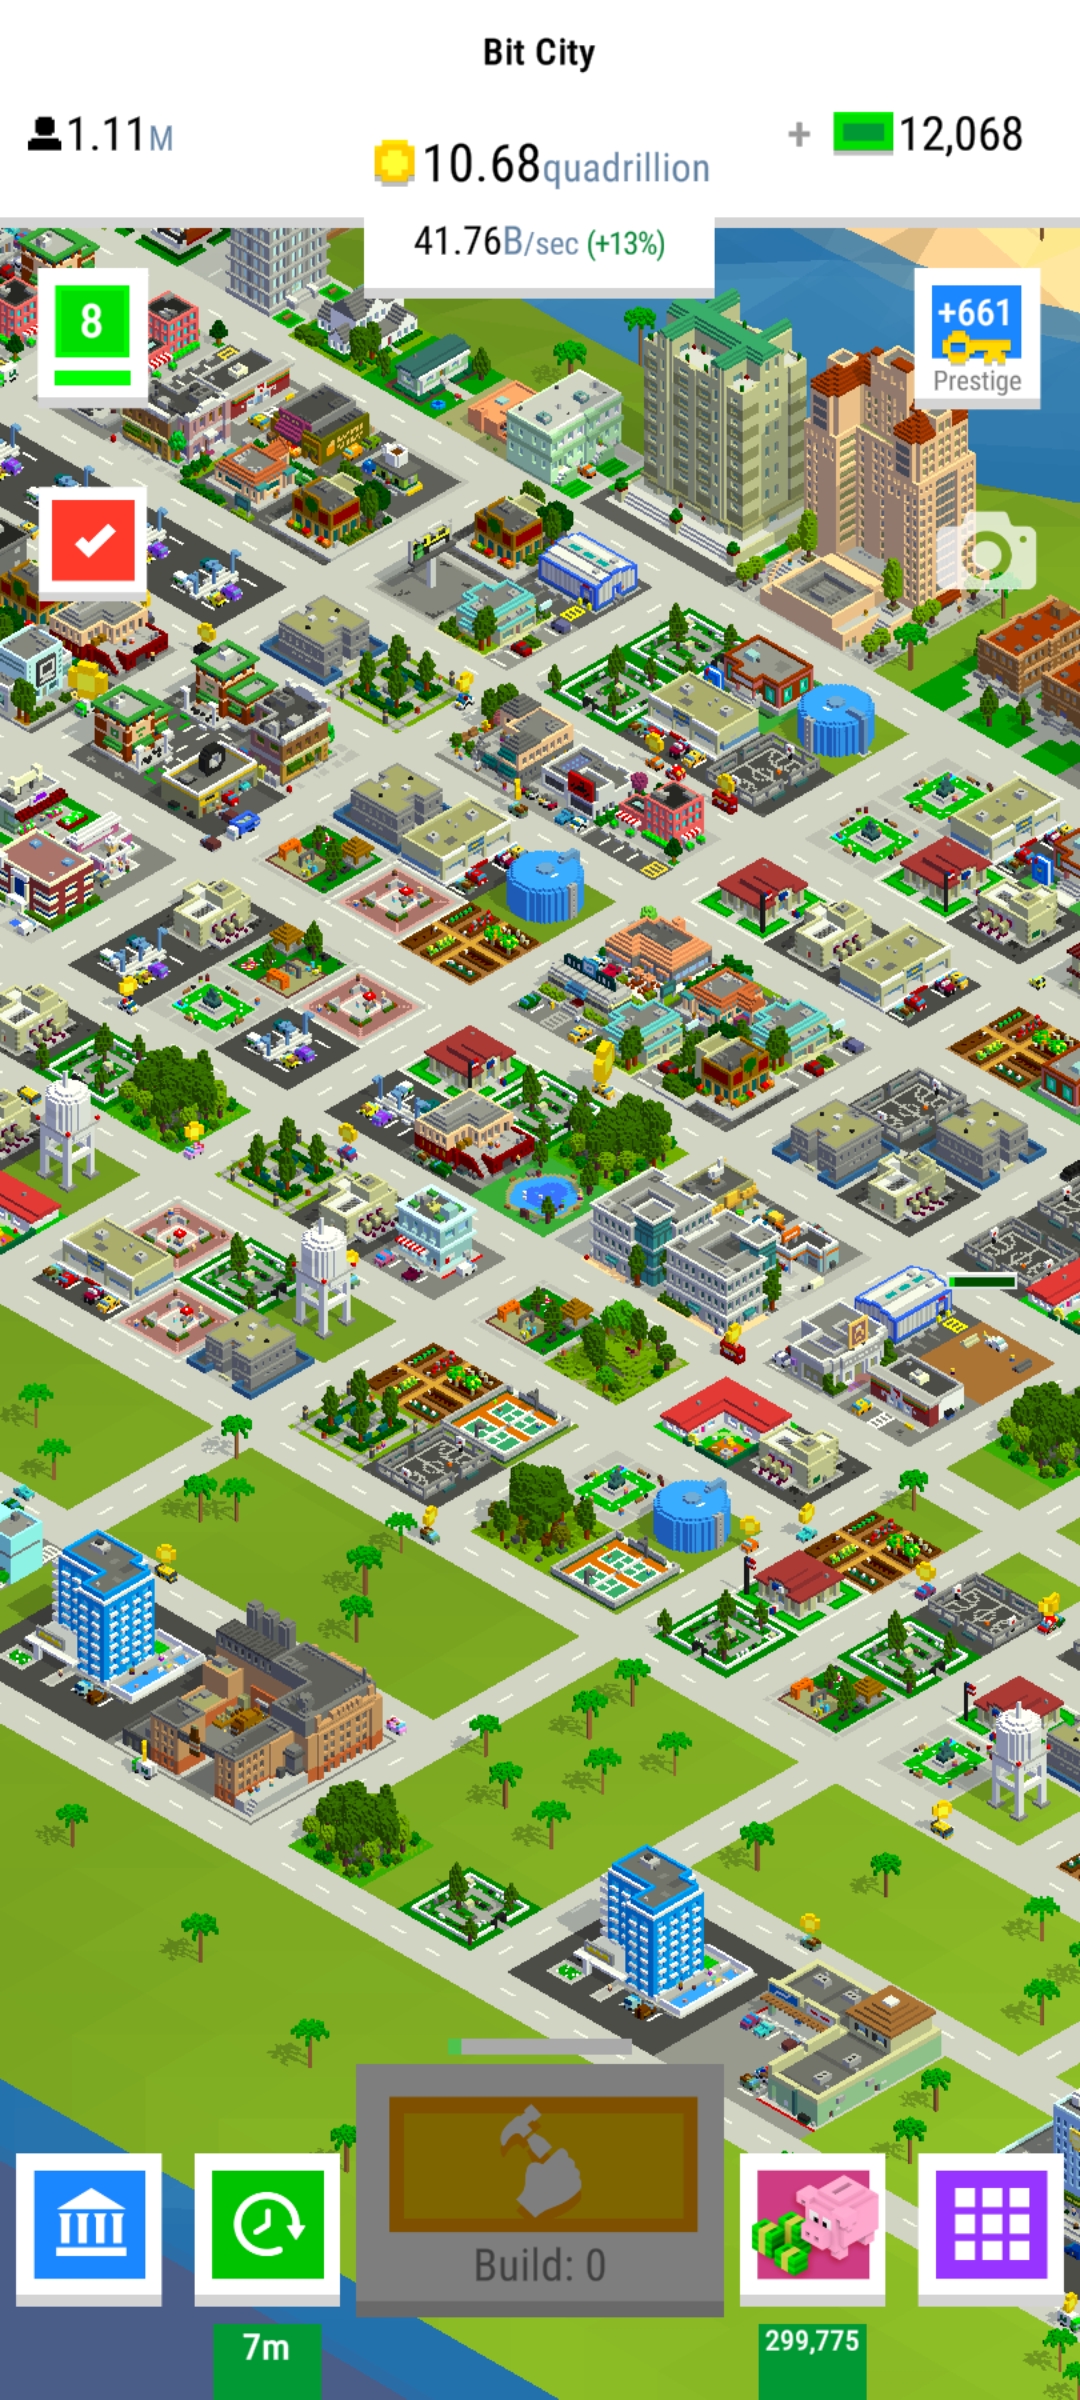 Bit City
1.11M
10.68quadrillion
+ 12,068
41.76B/sec (+13%)
8
+661
Prestige
Build: 0
7m
299,775